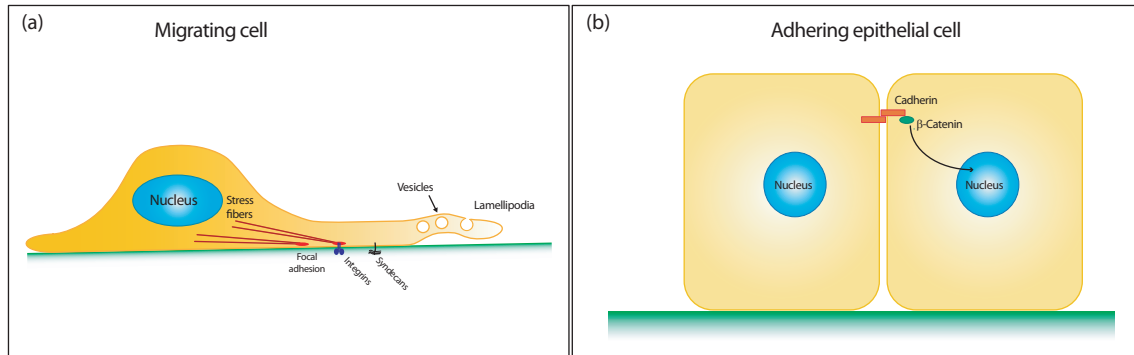 (a)
Migrating cell
Vesicles
Lamellipodia
Nucleus
Stress
fibers
Focal
adhesion
Integrins
Syndecans
(b)
Adhering epithelial cell
Cadherin
β-Catenin
Nucleus
Nucleus